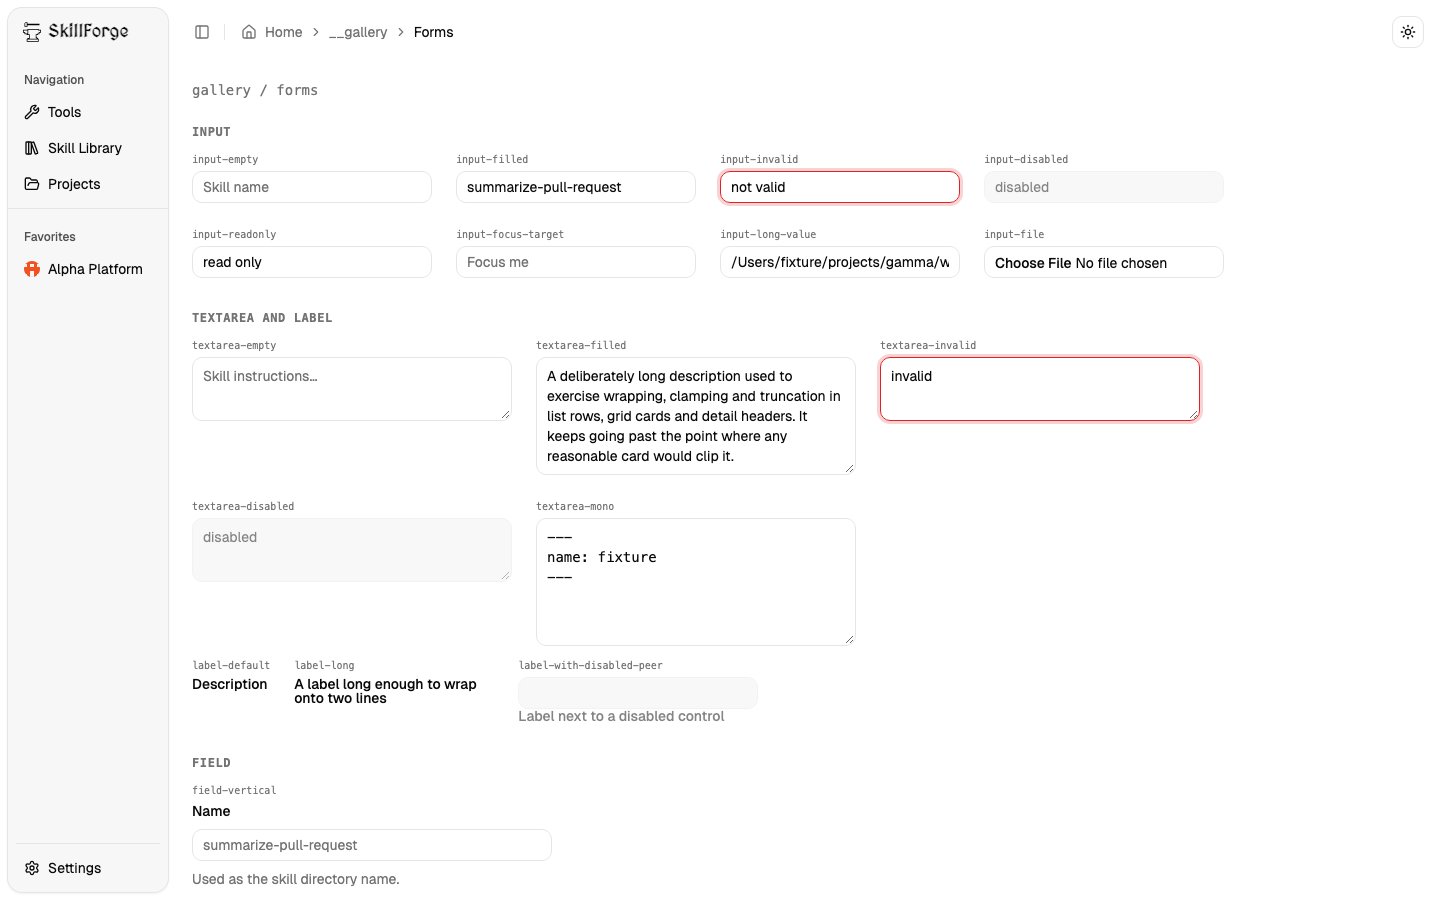 SkillForge
Navigation
Tools
Skill Library
Projects
Favorites
Alpha Platform
Settings
Home > __gallery > Forms
gallery / forms
INPUT
input-empty
Skill name
input-filled
summarize-pull-request
input-invalid
not valid
input-disabled
disabled
input-readonly
read only
input-focus-target
Focus me
input-long-value
/Users/fixture/projects/gamma/w
input-file
Choose File No file chosen
TEXTAREA AND LABEL
textarea-empty
Skill instructions…
textarea-filled
A deliberately long description used to
exercise wrapping, clamping and truncation in
list rows, grid cards and detail headers. It
keeps going past the point where any
reasonable card would clip it.
textarea-invalid
invalid
textarea-disabled
disabled
textarea-mono
---
name: fixture
---
label-default
Description
label-long
A label long enough to wrap
onto two lines
label-with-disabled-peer
Label next to a disabled control
FIELD
field-vertical
Name
summarize-pull-request
Used as the skill directory name.